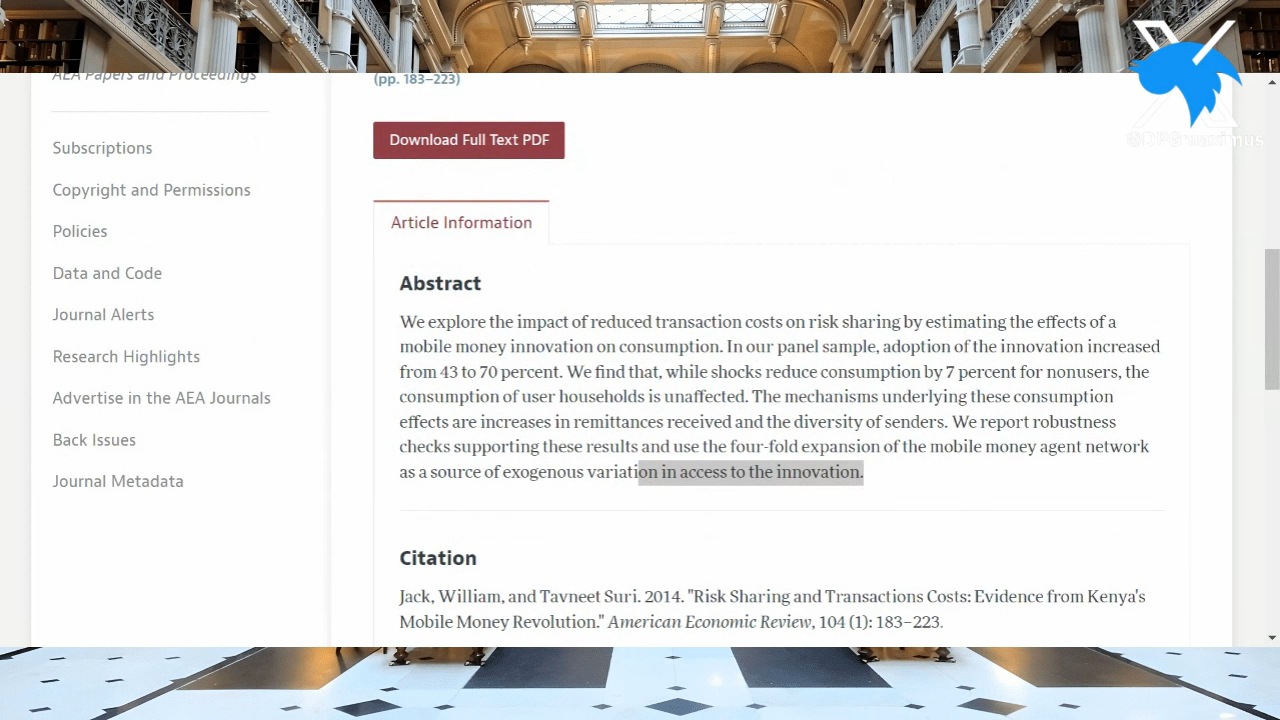 AEA Papers and Proceedings
Subscriptions
Copyright and Permissions
Policies
Data and Code
Journal Alerts
Research Highlights
Advertise in the AEA Journals
Back Issues
Journal Metadata
(pp. 183–223)
Download Full Text PDF
Article Information
Abstract
We explore the impact of reduced transaction costs on risk sharing by estimating the effects of a
mobile money innovation on consumption. In our panel sample, adoption of the innovation increased
from 43 to 70 percent. We find that, while shocks reduce consumption by 7 percent for nonusers, the
consumption of user households is unaffected. The mechanisms underlying these consumption
effects are increases in remittances received and the diversity of senders. We report robustness
checks supporting these results and use the four-fold expansion of the mobile money agent network
as a source of exogenous variation in access to the innovation.
Citation
Jack, William, and Tavneet Suri. 2014. "Risk Sharing and Transactions Costs: Evidence from Kenya's
Mobile Money Revolution." American Economic Review, 104 (1): 183–223.